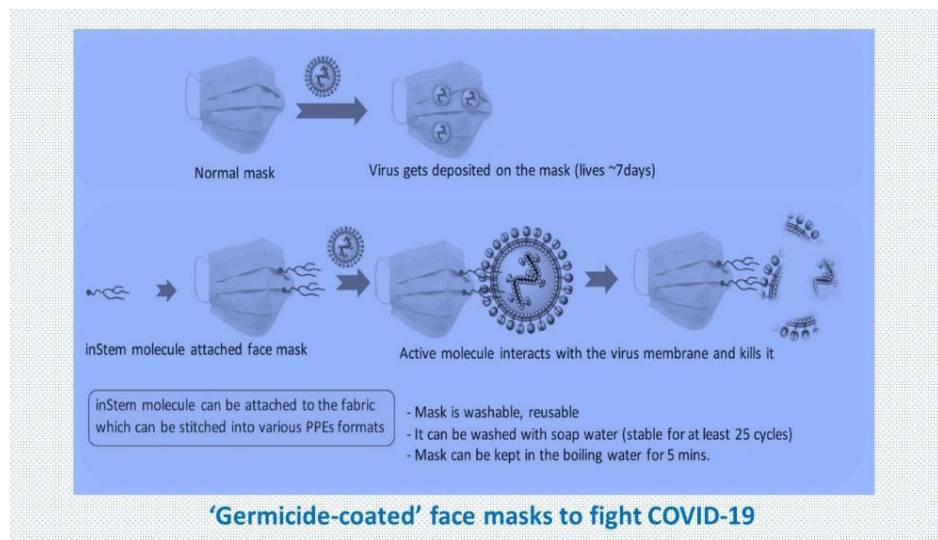 Normal mask
Virus gets deposited on the mask (lives ~7days)
inStem molecule attached face mask
Active molecule interacts with the virus membrane and kills it
inStem molecule can be attached to the fabric
which can be stitched into various PPEs formats
- Mask is washable, reusable
- It can be washed with soap water (stable for at least 25 cycles)
- Mask can be kept in the boiling water for 5 mins.
‘Germicide-coated’ face masks to fight COVID-19